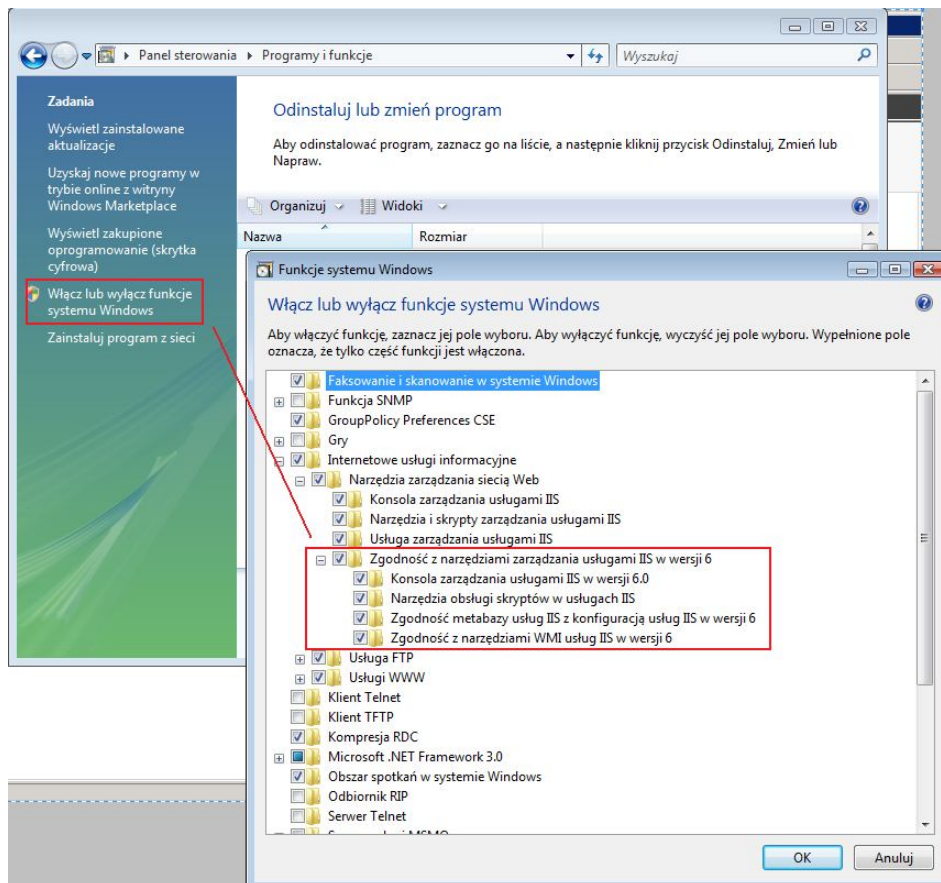 Panel sterowania
Programy i funkcje
Wyszukaj
Zadania
Wyświetl zainstalowane
aktualizacje
Uzyskaj nowe programy w
trybie online z witryny
Windows Marketplace
Wyświetl zakupione
oprogramowanie (skrytka
cyfrowa)
Włącz lub wyłącz funkcje
systemu Windows
Zainstaluj program z sieci
Odinstaluj lub zmień program
Aby odinstalować program, zaznacz go na liście, a następnie kliknij przycisk Odinstaluj, Zmień lub
Napraw.
Organizuj
Widoki
Nazwa
Rozmiar
Funkcje systemu Windows
Włącz lub wyłącz funkcje systemu Windows
Aby włączyć funkcję, zaznacz jej pole wyboru. Aby wyłączyć funkcję, wyczyść jej pole wyboru. Wypełnione pole
oznacza, że tylko część funkcji jest włączona.
Faksowanie i skanowanie w systemie Windows
Funkcja SNMP
GroupPolicy Preferences CSE
Gry
Internetowe usługi informacyjne
Narzędzia zarządzania siecią Web
Konsola zarządzania usługami IIS
Narzędzia i skrypty zarządzania usługami IIS
Usługa zarządzania usługami IIS
Zgodność z narzędziami zarządzania usługami IIS w wersji 6
Konsola zarządzania usługami IIS w wersji 6.0
Narzędzia obsługi skryptów w usługach IIS
Zgodność metabazy usług IIS z konfiguracją usług IIS w wersji 6
Zgodność z narzędziami WMI usług IIS w wersji 6
Usługa FTP
Usługi WWW
Klient Telnet
Klient TFTP
Kompresja RDC
Microsoft .NET Framework 3.0
Obszar spotkań w systemie Windows
Odbiornik RIP
Serwer Telnet
OK
Anuluj